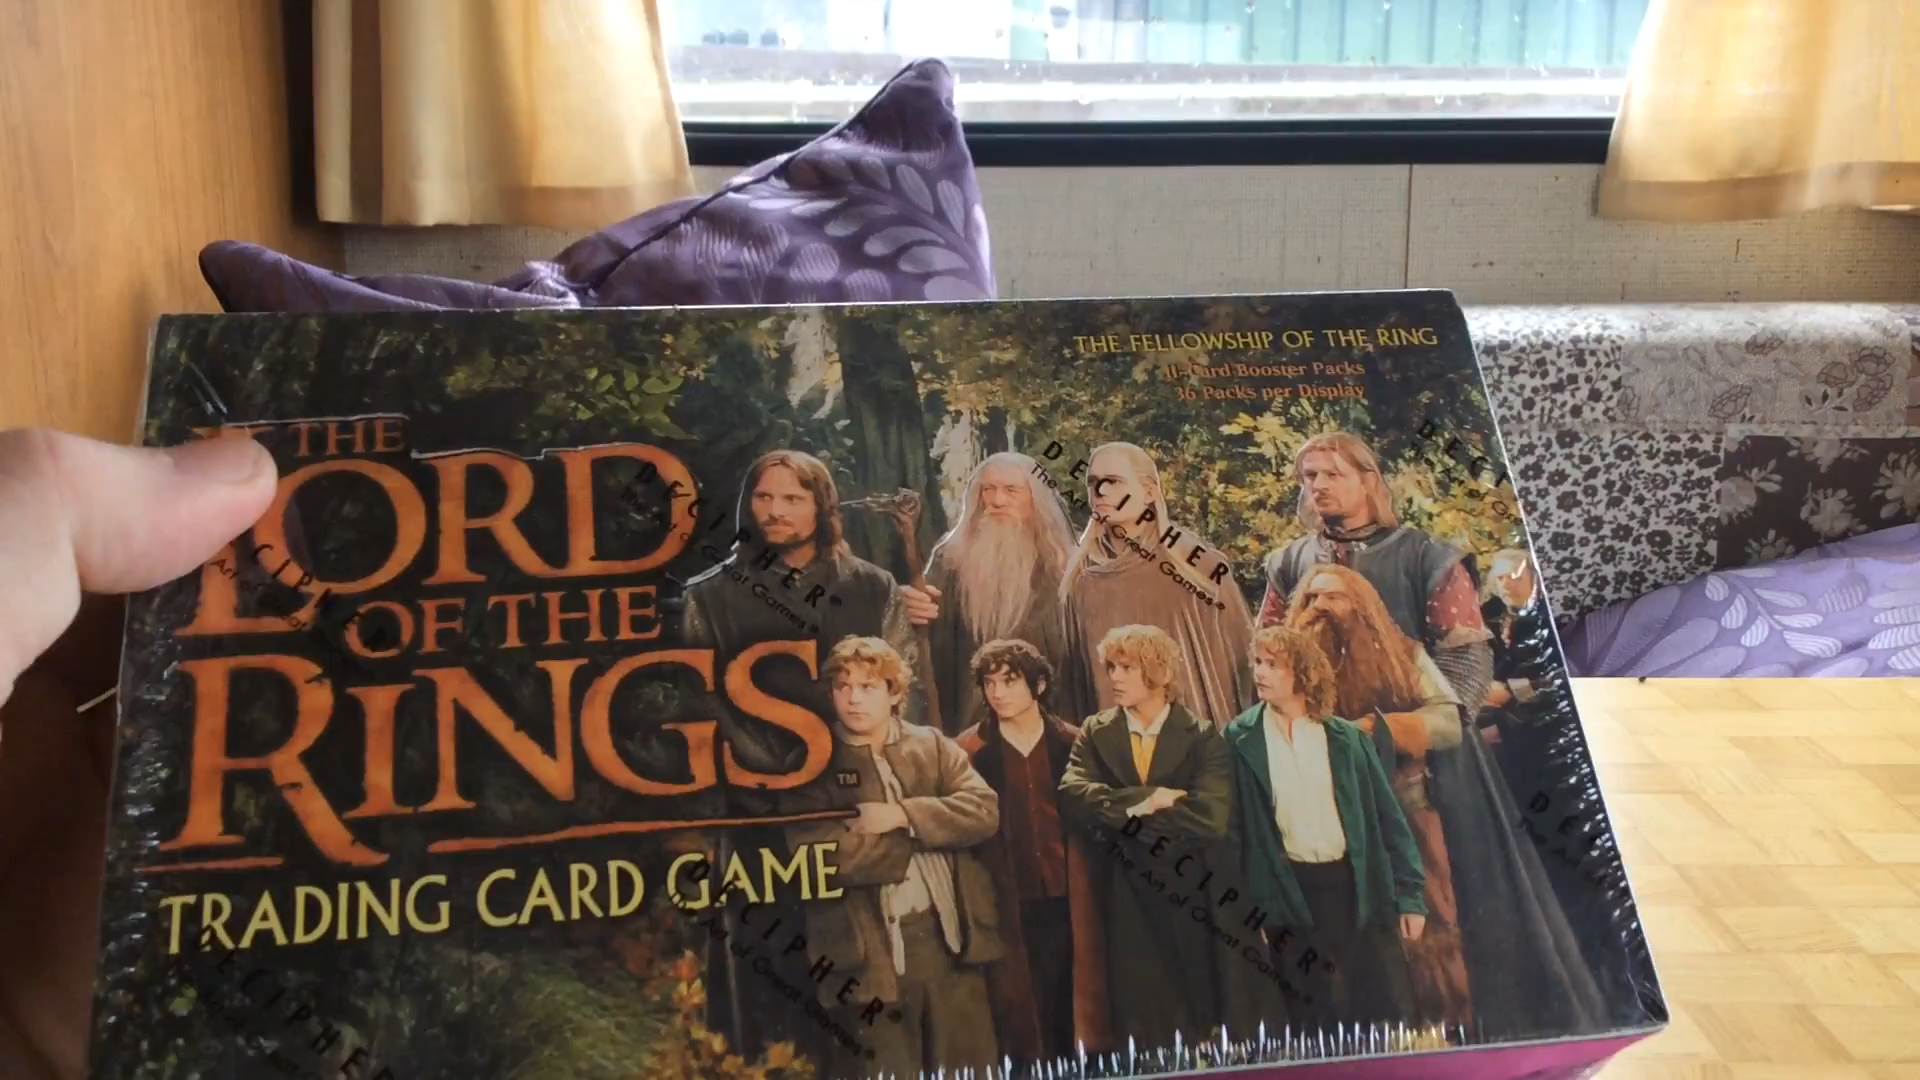 THE FELLOWSHIP OF THE RING
11-Card Booster Packs
36 Packs per Display
THE
LORD
OF THE
RINGS
TM
TRADING CARD GAME
DECIPHER®
The Art of Great Games®
DECIPHER®
The Art of Great Games®
DECIPHER®
The Art of Great Games®
DECIPHER®
The Art of Great Games®